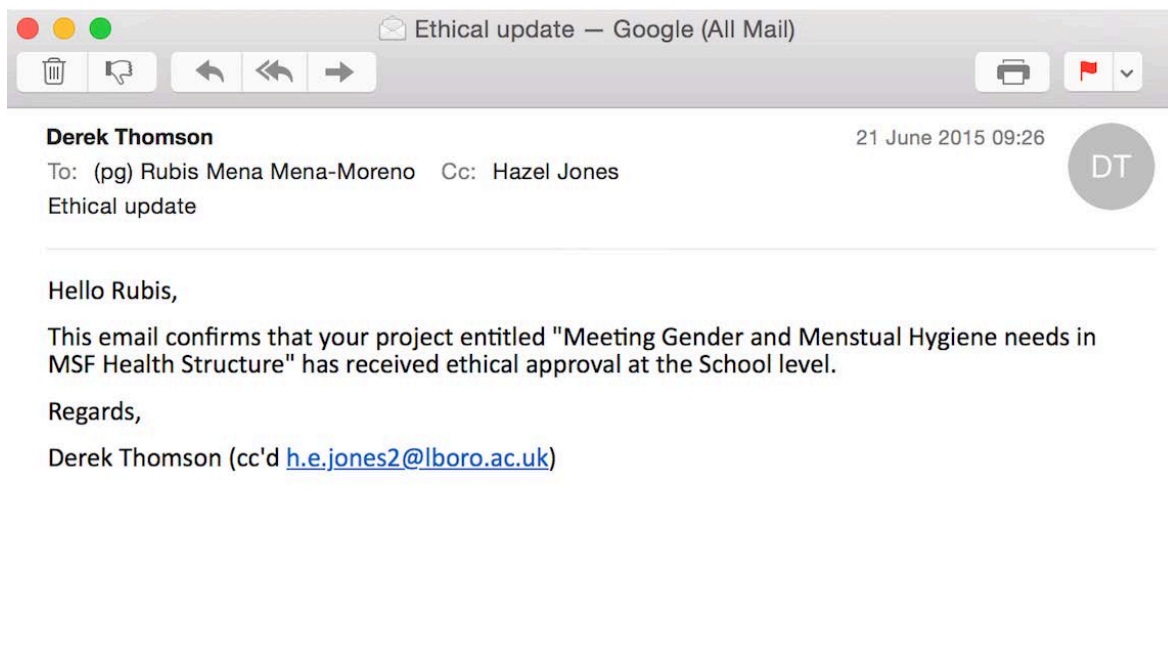 Ethical update — Google (All Mail)
Derek Thomson
21 June 2015 09:26
DT
To: (pg) Rubis Mena Mena-Moreno Cc: Hazel Jones
Ethical update
Hello Rubis,
This email confirms that your project entitled "Meeting Gender and Menstual Hygiene needs in
MSF Health Structure" has received ethical approval at the School level.
Regards,
Derek Thomson (cc'd h.e.jones2@lboro.ac.uk)